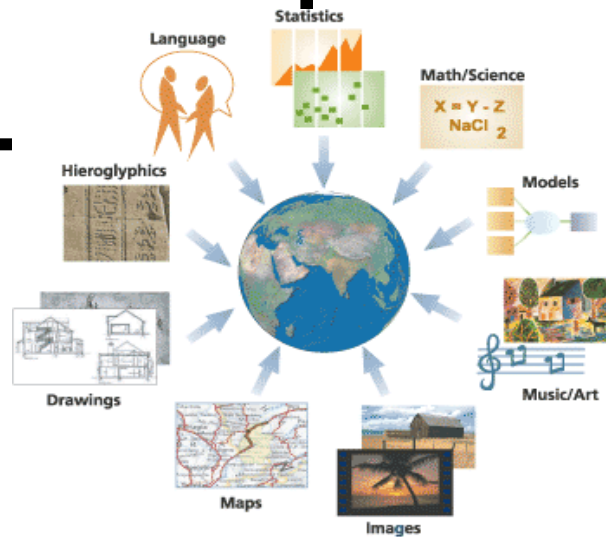 Statistics
Language
Math/Science
X = Y - Z
NaCl 2
Hieroglyphics
Models
Drawings
Music/Art
Maps
Images